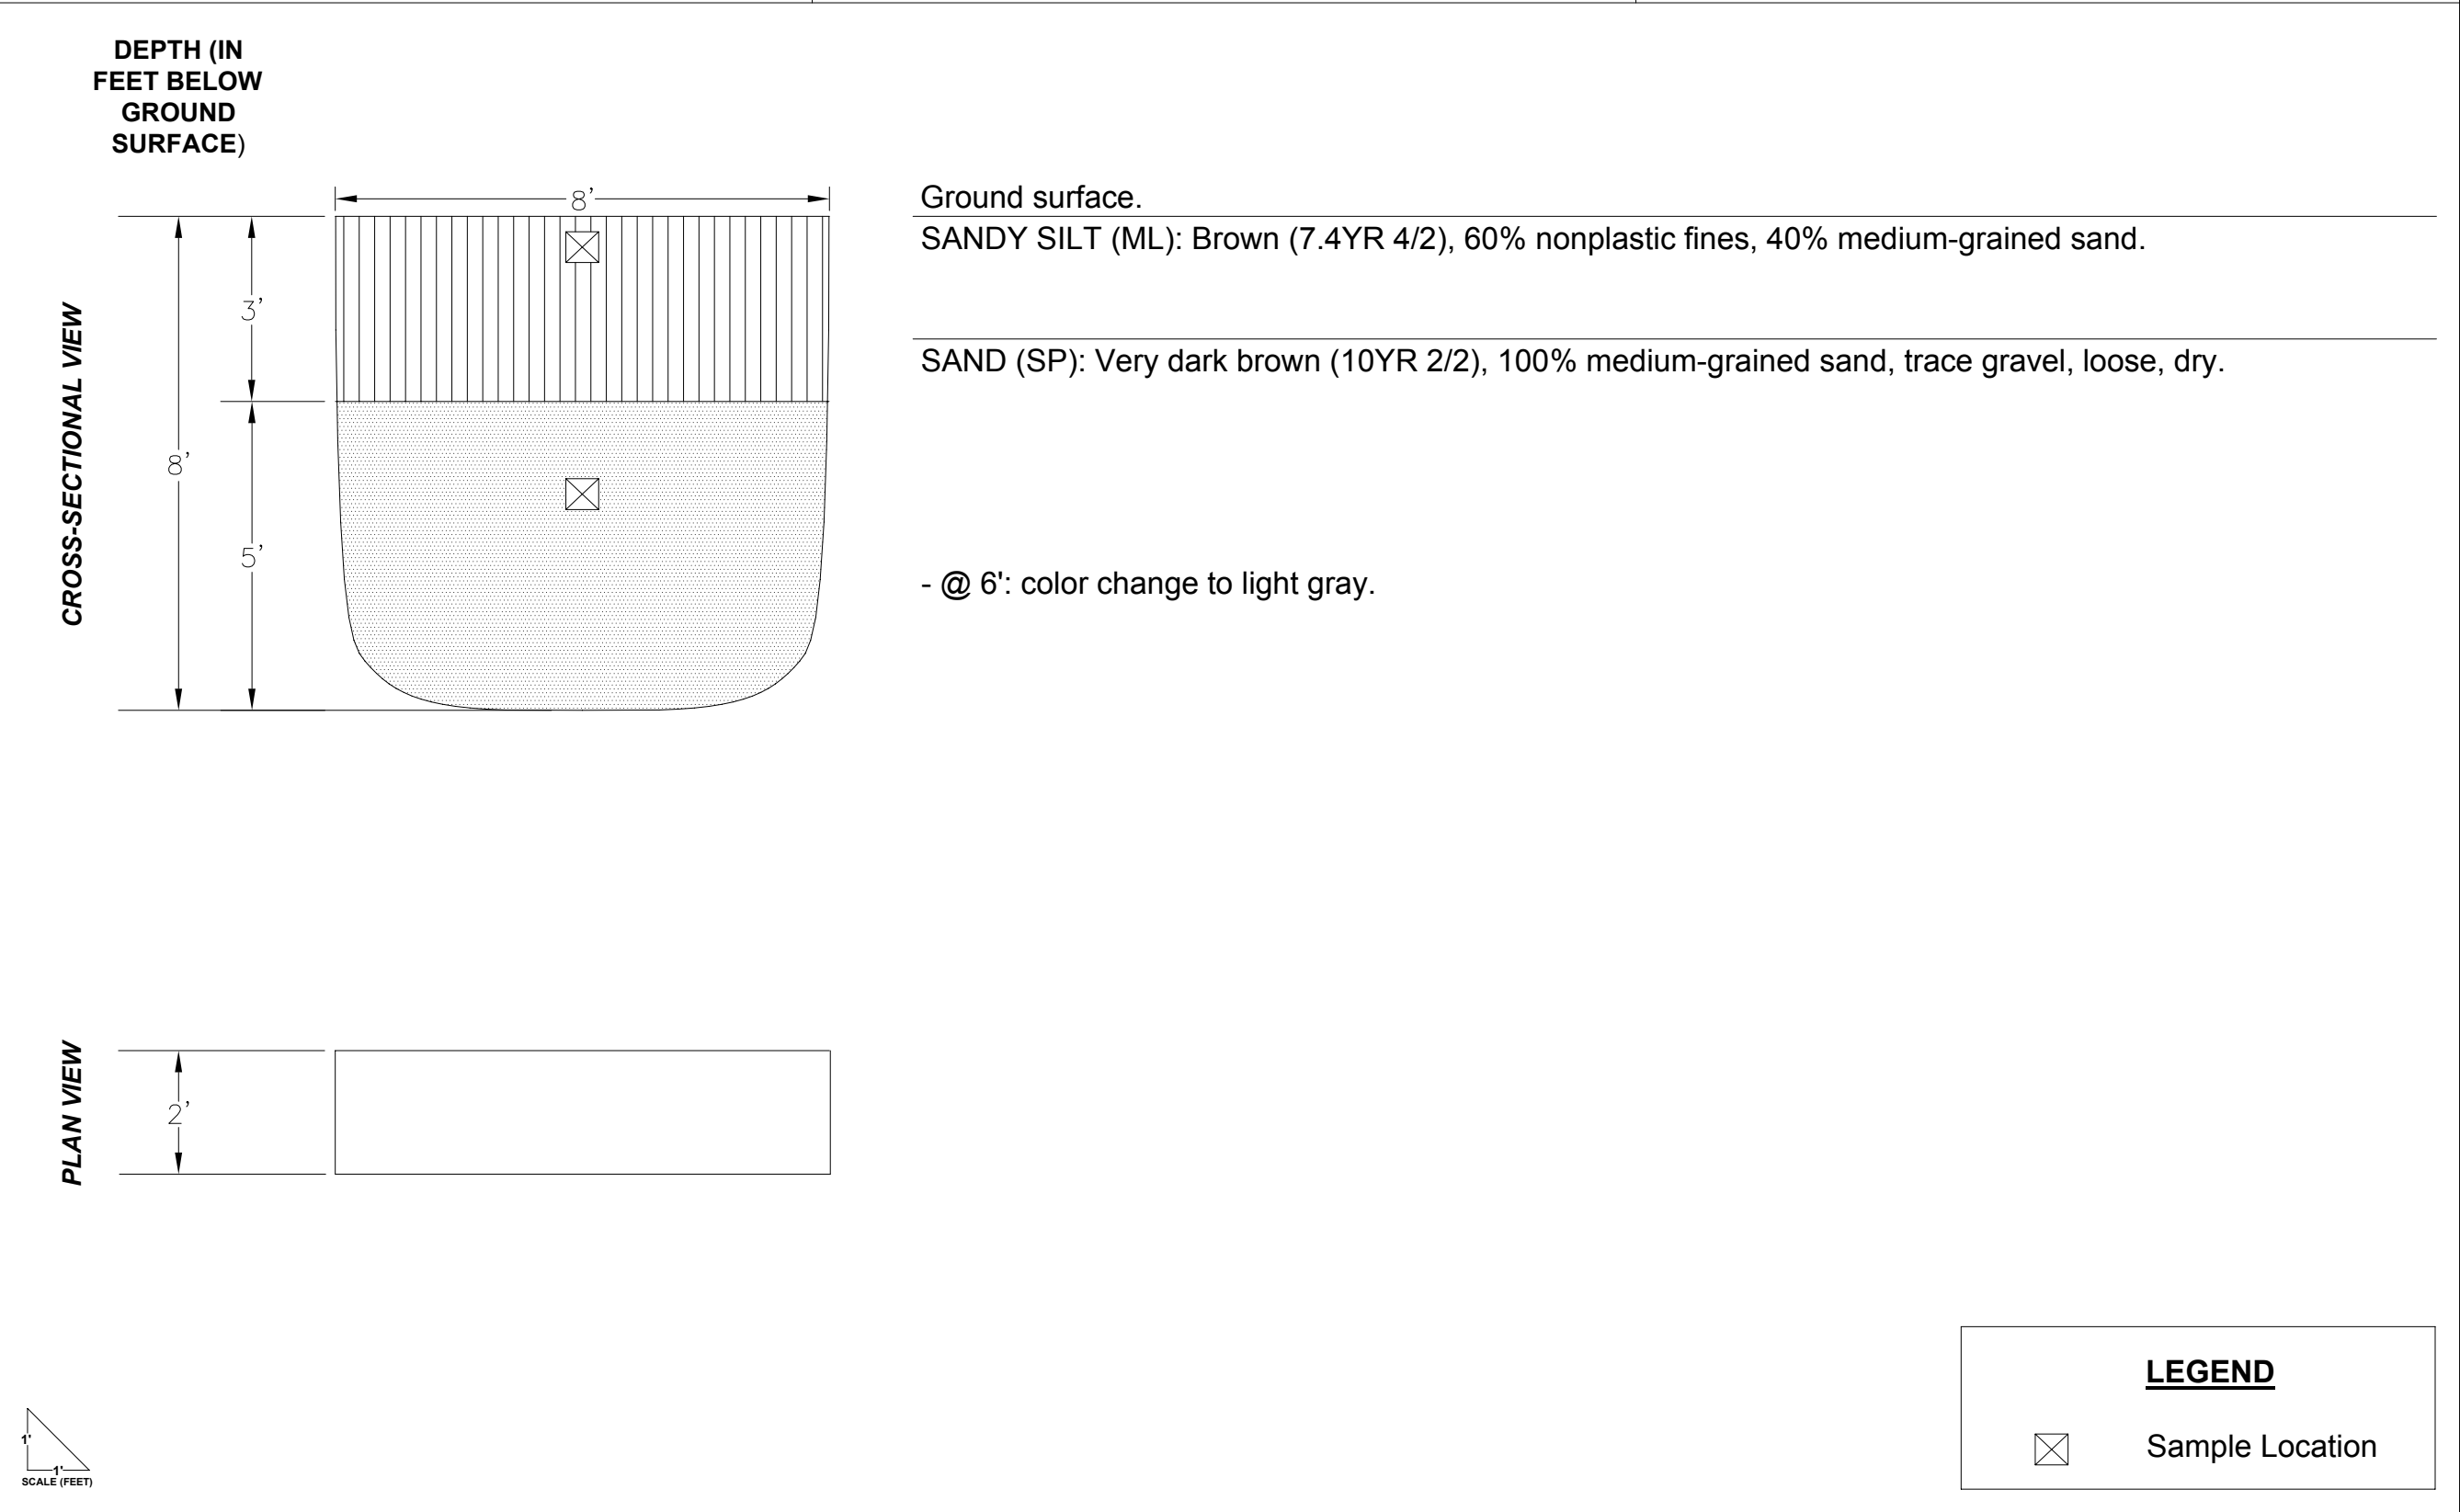 DEPTH (IN
FEET BELOW
GROUND
SURFACE)
8'
Ground surface.
SANDY SILT (ML): Brown (7.4YR 4/2), 60% nonplastic fines, 40% medium-grained sand.
3'
SAND (SP): Very dark brown (10YR 2/2), 100% medium-grained sand, trace gravel, loose, dry.
CROSS-SECTIONAL VIEW
8'
5'
- @ 6': color change to light gray.
PLAN VIEW
2'
LEGEND
Sample Location
1'
1'
SCALE (FEET)